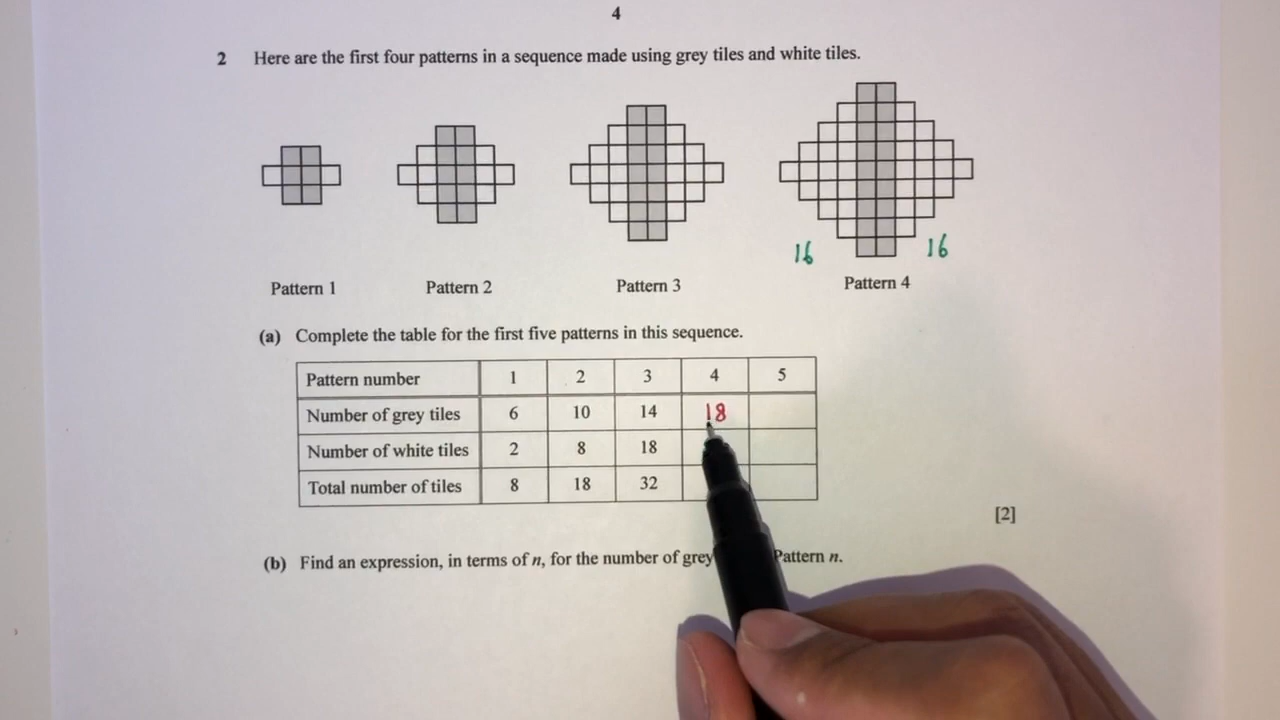 4
2 Here are the first four patterns in a sequence made using grey tiles and white tiles.
16 16
Pattern 1 Pattern 2 Pattern 3 Pattern 4
(a) Complete the table for the first five patterns in this sequence.
Pattern number 1 2 3 4 5
Number of grey tiles 6 10 14 18
Number of white tiles 2 8 18
Total number of tiles 8 18 32
[2]
(b) Find an expression, in terms of n, for the number of grey Pattern n.